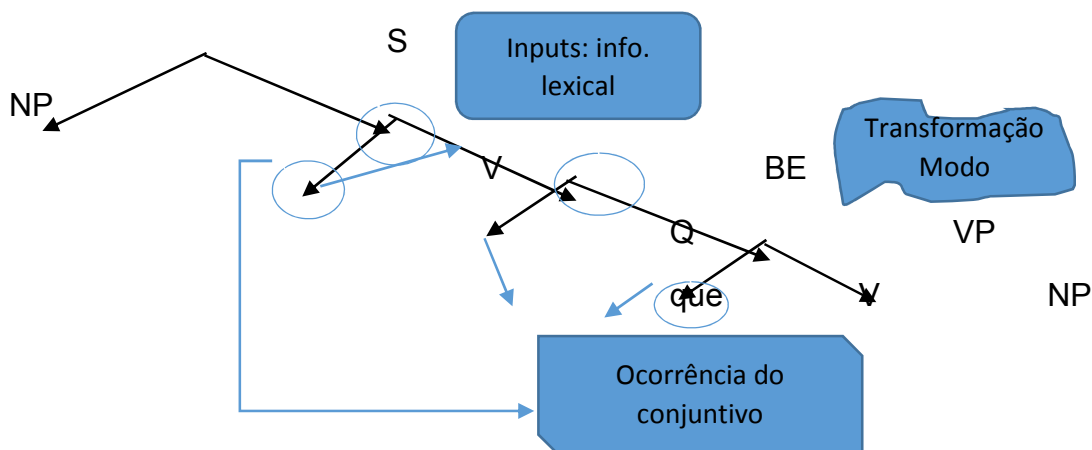 S
Inputs: info.
lexical
NP
Transformação
Modo
V
BE
Q
VP
que
V
NP
Ocorrência do
conjuntivo